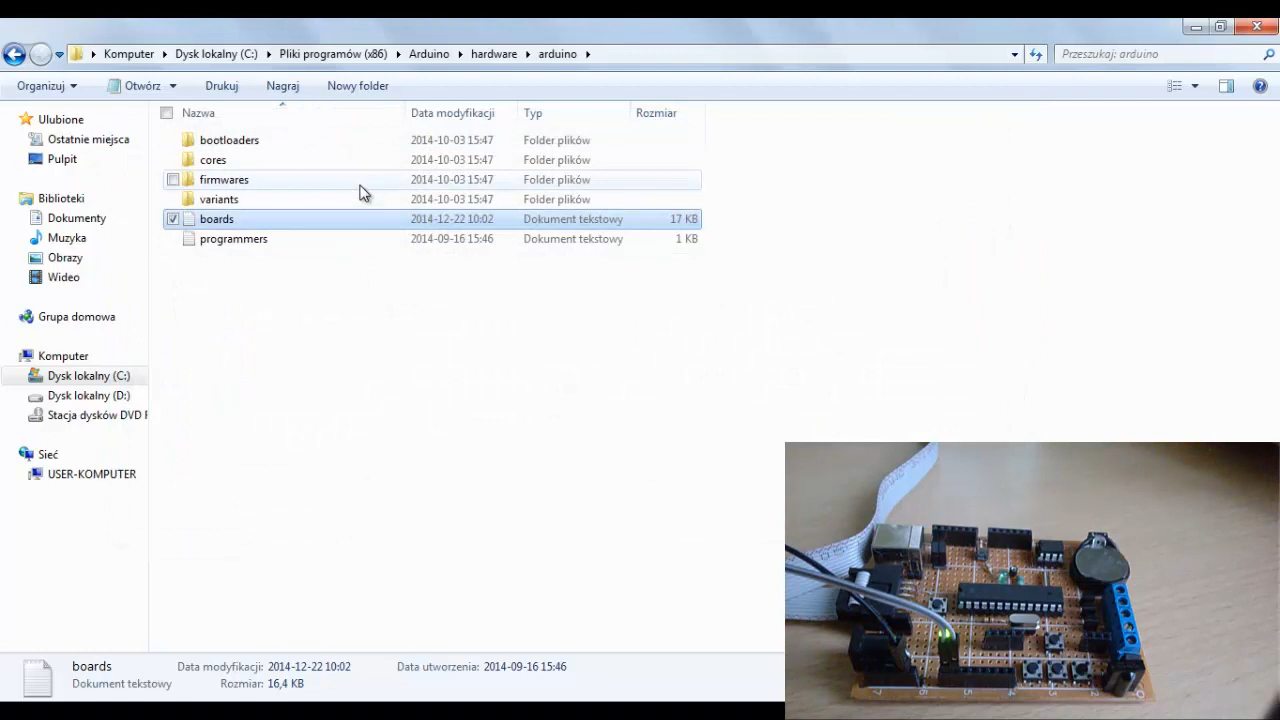 Komputer Dysk lokalny (C:) Pliki programów (x86) Arduino hardware arduino
Przeszukaj: arduino
Organizuj Otwórz Drukuj Nagraj Nowy folder
Ulubione
Ostatnie miejsca
Pulpit
Biblioteki
Dokumenty
Muzyka
Obrazy
Wideo
Grupa domowa
Komputer
Dysk lokalny (C:)
Dysk lokalny (D:)
Stacja dysków DVD
Sieć
USER-KOMPUTER
Nazwa Data modyfikacji Typ Rozmiar
bootloaders 2014-10-03 15:47 Folder plików
cores 2014-10-03 15:47 Folder plików
firmwares 2014-10-03 15:47 Folder plików
variants 2014-10-03 15:47 Folder plików
boards 2014-12-22 10:02 Dokument tekstowy 17 KB
programmers 2014-09-16 15:46 Dokument tekstowy 1 KB
boards Data modyfikacji: 2014-12-22 10:02 Data utworzenia: 2014-09-16 15:46
Dokument tekstowy Rozmiar: 16,4 KB